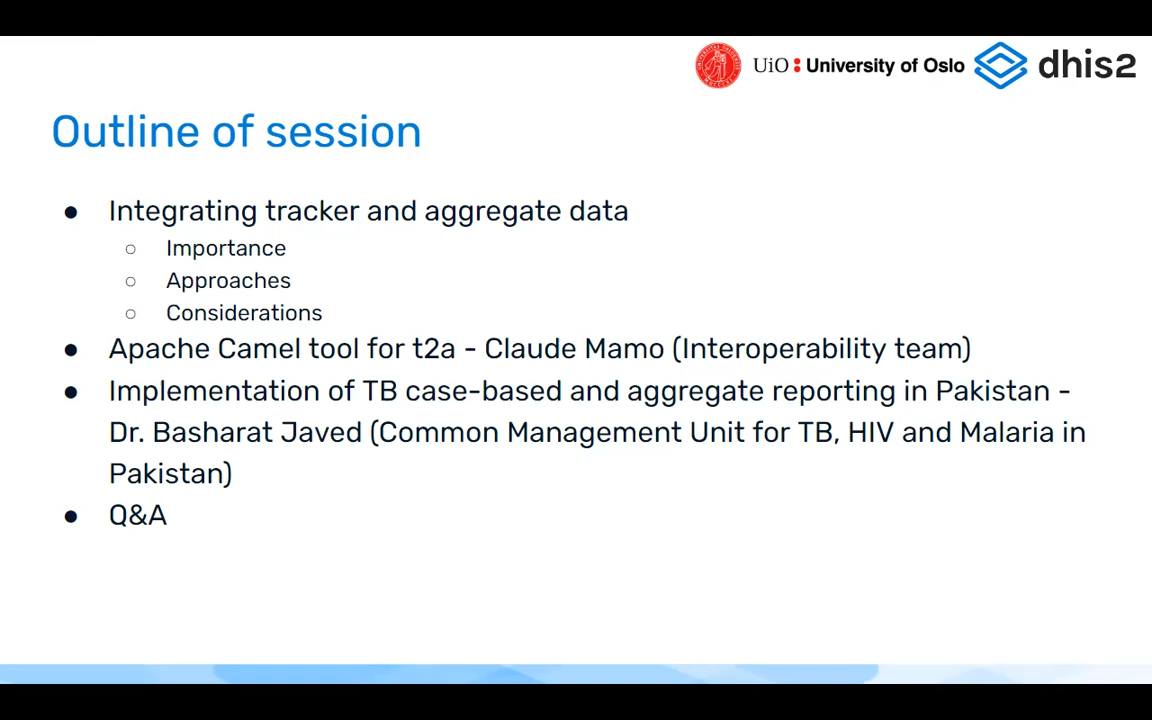 UiO : University of Oslo dhis2
Outline of session
● Integrating tracker and aggregate data
○ Importance
○ Approaches
○ Considerations
● Apache Camel tool for t2a - Claude Mamo (Interoperability team)
● Implementation of TB case-based and aggregate reporting in Pakistan -
Dr. Basharat Javed (Common Management Unit for TB, HIV and Malaria in
Pakistan)
● Q&A